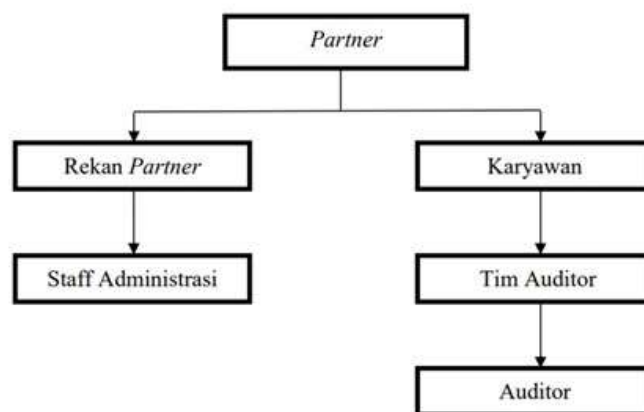 Partner
Rekan Partner
Karyawan
Staff Administrasi
Tim Auditor
Auditor